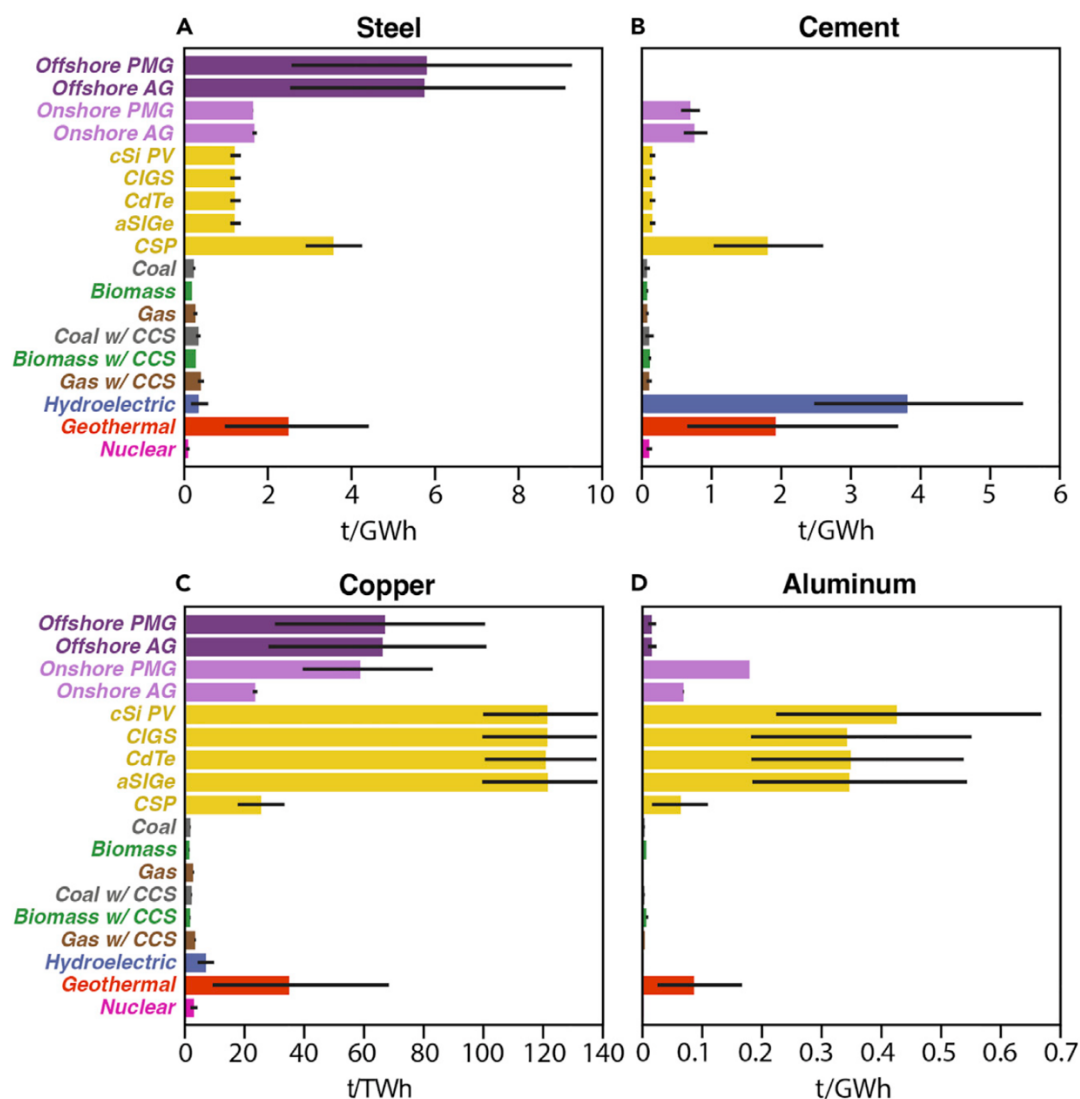 A Steel
B Cement
Offshore PMG
Offshore AG
Onshore PMG
Onshore AG
cSi PV
CIGS
CdTe
aSIGe
CSP
Coal
Biomass
Gas
Coal w/ CCS
Biomass w/ CCS
Gas w/ CCS
Hydroelectric
Geothermal
Nuclear
0 2 4 6 8 10
t/GWh
0 1 2 3 4 5 6
t/GWh
C Copper
D Aluminum
Offshore PMG
Offshore AG
Onshore PMG
Onshore AG
cSi PV
CIGS
CdTe
aSIGe
CSP
Coal
Biomass
Gas
Coal w/ CCS
Biomass w/ CCS
Gas w/ CCS
Hydroelectric
Geothermal
Nuclear
0 20 40 60 80 100 120 140
t/TWh
0 0.1 0.2 0.3 0.4 0.5 0.6 0.7
t/GWh